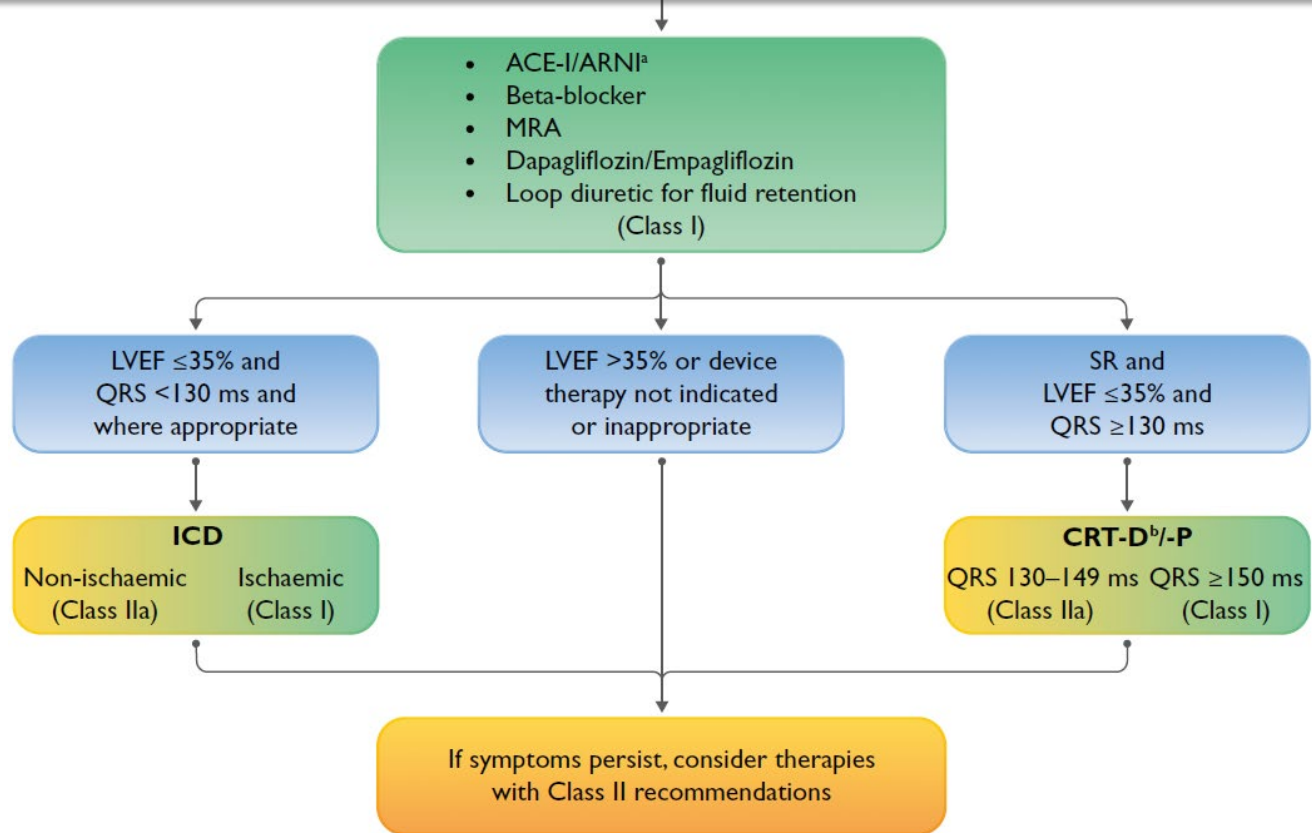 • ACE-I/ARNIᵃ
• Beta-blocker
• MRA
• Dapagliflozin/Empagliflozin
• Loop diuretic for fluid retention
(Class I)
LVEF ≤35% and
QRS <130 ms and
where appropriate
LVEF >35% or device
therapy not indicated
or inappropriate
SR and
LVEF ≤35% and
QRS ≥130 ms
ICD
Non-ischaemic
(Class IIa)
Ischaemic
(Class I)
CRT-Dᵇ/-P
QRS 130–149 ms
(Class IIa)
QRS ≥150 ms
(Class I)
If symptoms persist, consider therapies
with Class II recommendations